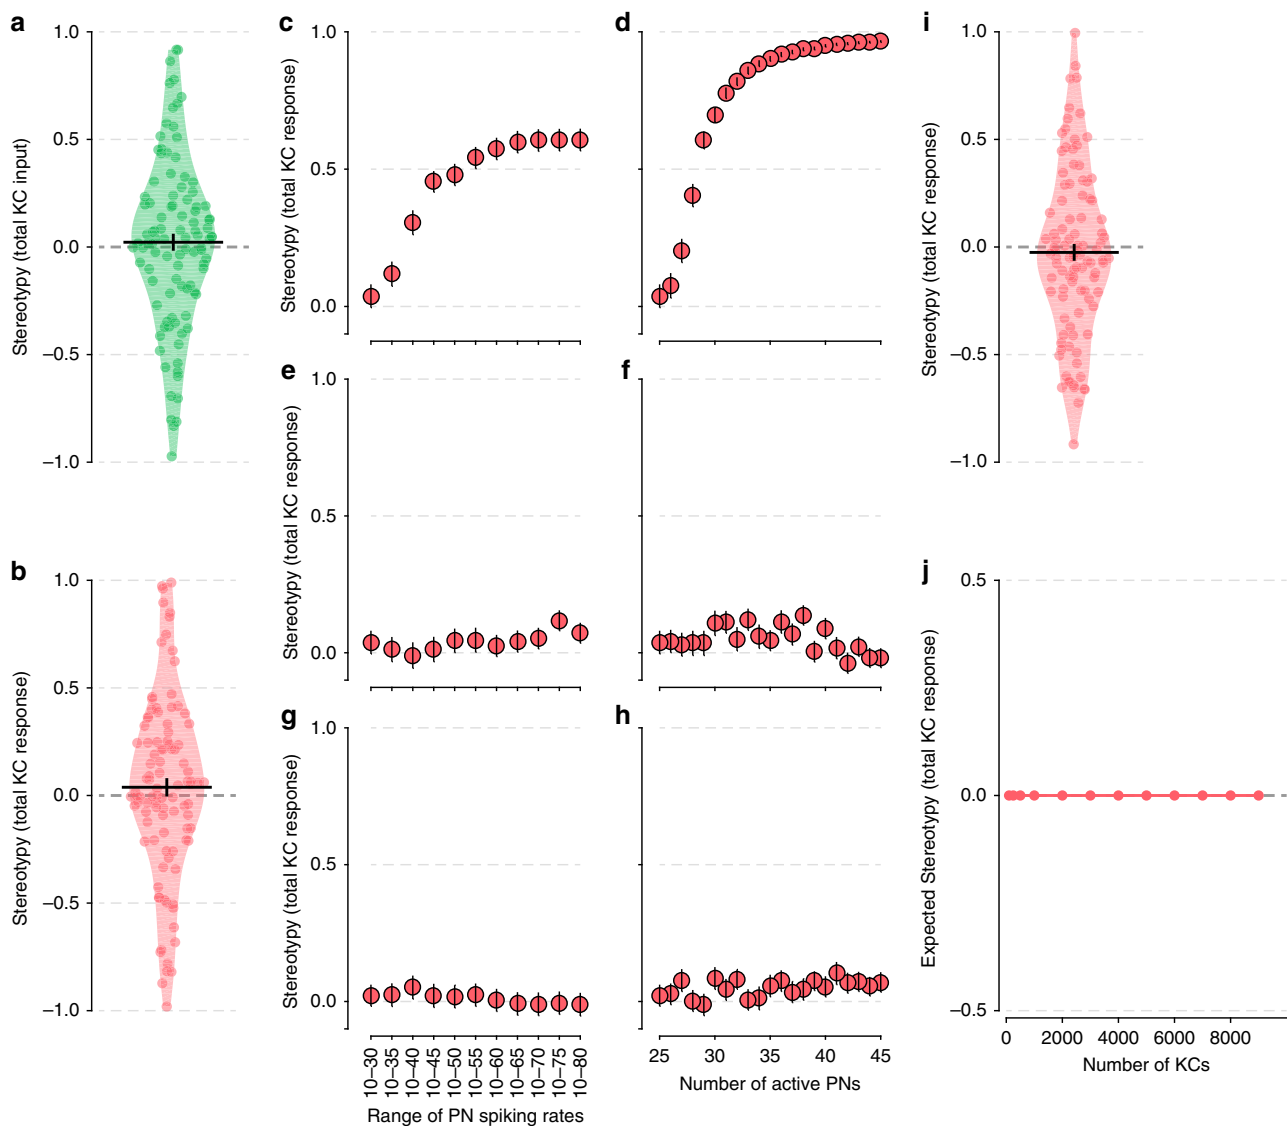 a
Stereotypy (total KC input)
1.0
0.5
0.0
–0.5
–1.0
b
Stereotypy (total KC response)
1.0
0.5
0.0
–0.5
–1.0
c
Stereotypy (total KC response)
1.0
0.5
0.0
d
e
Stereotypy (total KC response)
1.0
0.5
0.0
f
g
Stereotypy (total KC response)
1.0
0.5
0.0
10–30
10–35
10–40
10–45
10–50
10–55
10–60
10–65
10–70
10–75
10–80
Range of PN spiking rates
h
25
30
35
40
45
Number of active PNs
i
Stereotypy (total KC response)
1.0
0.5
0.0
–0.5
–1.0
j
Expected Stereotypy (total KC response)
0.5
0.0
–0.5
0
2000
4000
6000
8000
Number of KCs